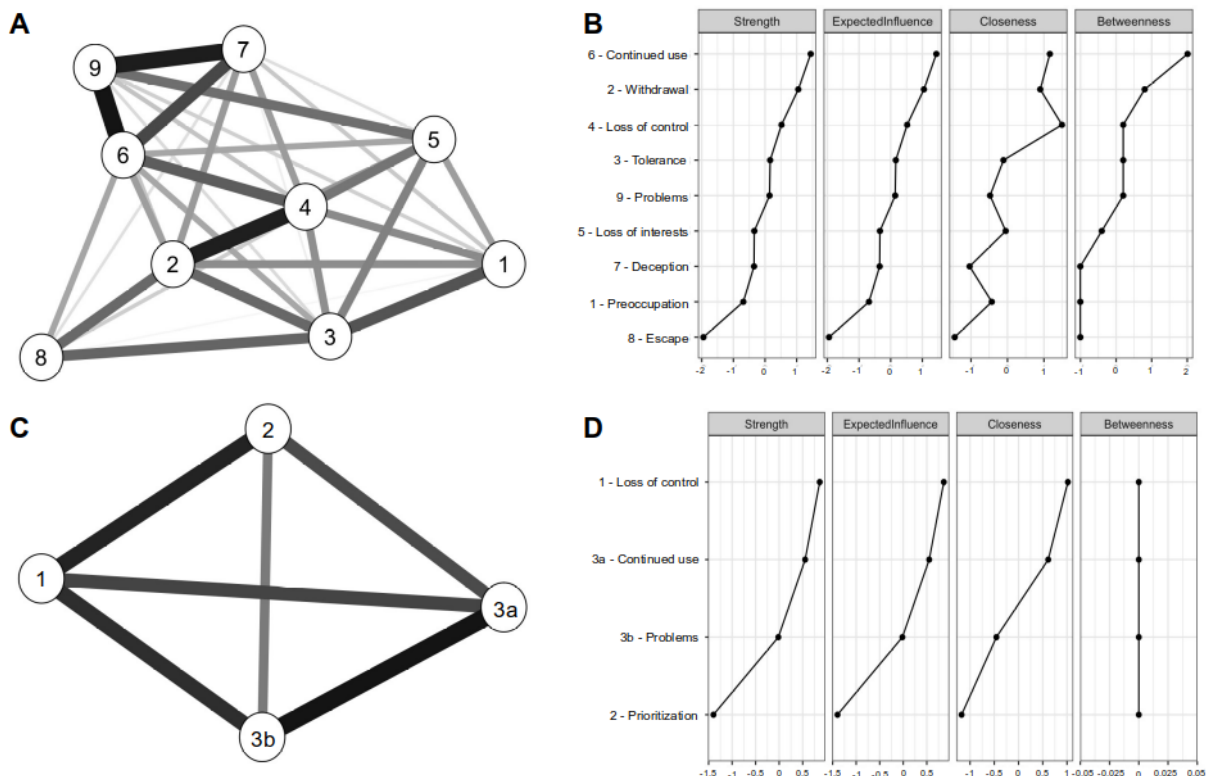 A
7
9
6
5
4
2
1
3
8
B
Strength ExpectedInfluence Closeness Betweenness
6 - Continued use
2 - Withdrawal
4 - Loss of control
3 - Tolerance
9 - Problems
5 - Loss of interests
7 - Deception
1 - Preoccupation
8 - Escape
-2 -1 0 1 -2 -1 0 1 -1 0 1 -1 0 1 2
C
2
1
3a
3b
D
Strength ExpectedInfluence Closeness Betweenness
1 - Loss of control
3a - Continued use
3b - Problems
2 - Prioritization
-1.5 -1 -0.5 0 0.5 -1 -0.5 0 0.5 -1 -0.5 0 0.5 1 -0.05 -0.025 0 0.025 0.05